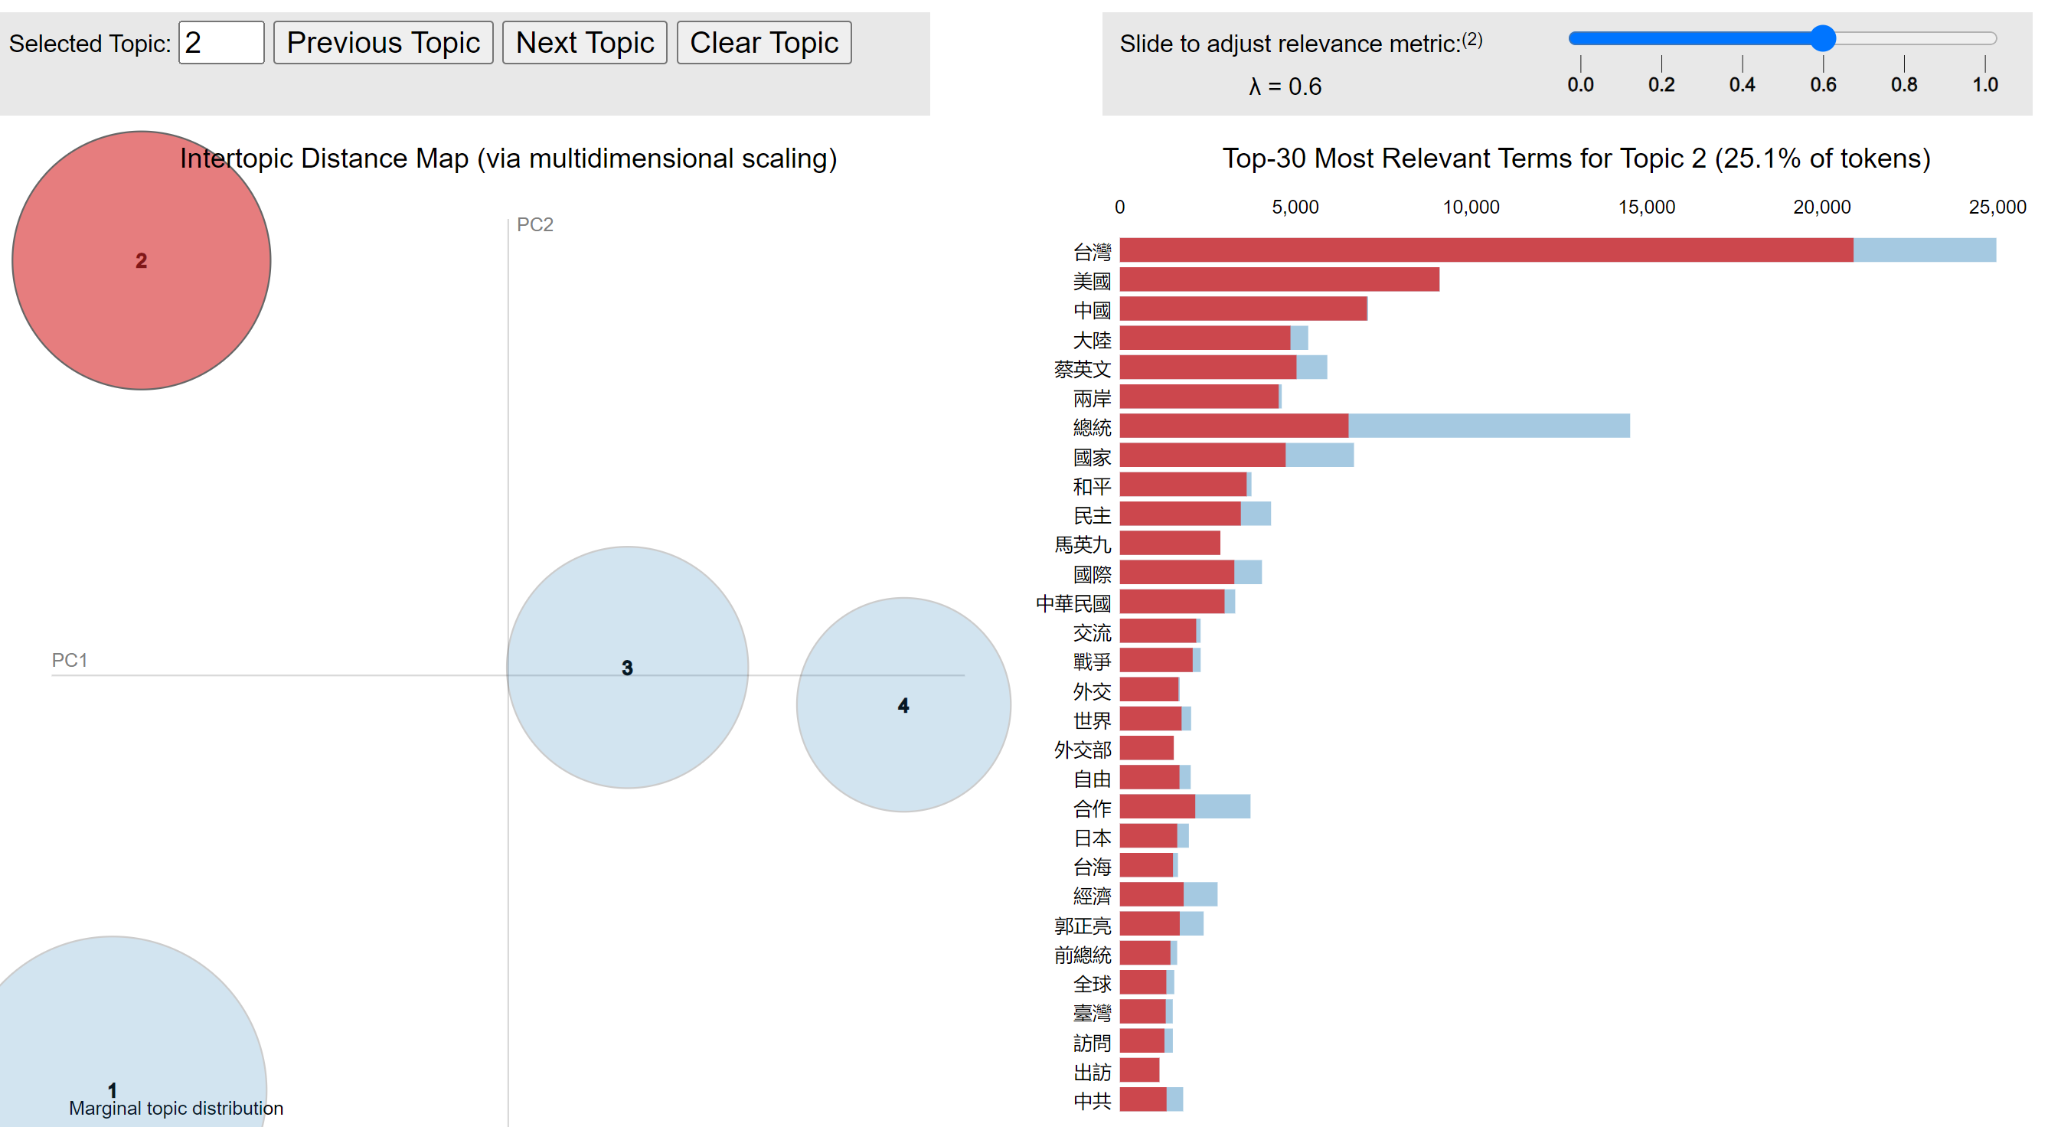 Selected Topic: 2 Previous Topic Next Topic Clear Topic
Slide to adjust relevance metric:(2)
λ = 0.6
0.0 0.2 0.4 0.6 0.8 1.0
Intertopic Distance Map (via multidimensional scaling)
PC2
PC1
2
3
4
1
Marginal topic distribution
Top-30 Most Relevant Terms for Topic 2 (25.1% of tokens)
0 5,000 10,000 15,000 20,000 25,000
台灣
美國
中國
大陸
蔡英文
兩岸
總統
國家
和平
民主
馬英九
國際
中華民國
交流
戰爭
外交
世界
外交部
自由
合作
日本
台海
經濟
郭正亮
前總統
全球
臺灣
訪問
出訪
中共